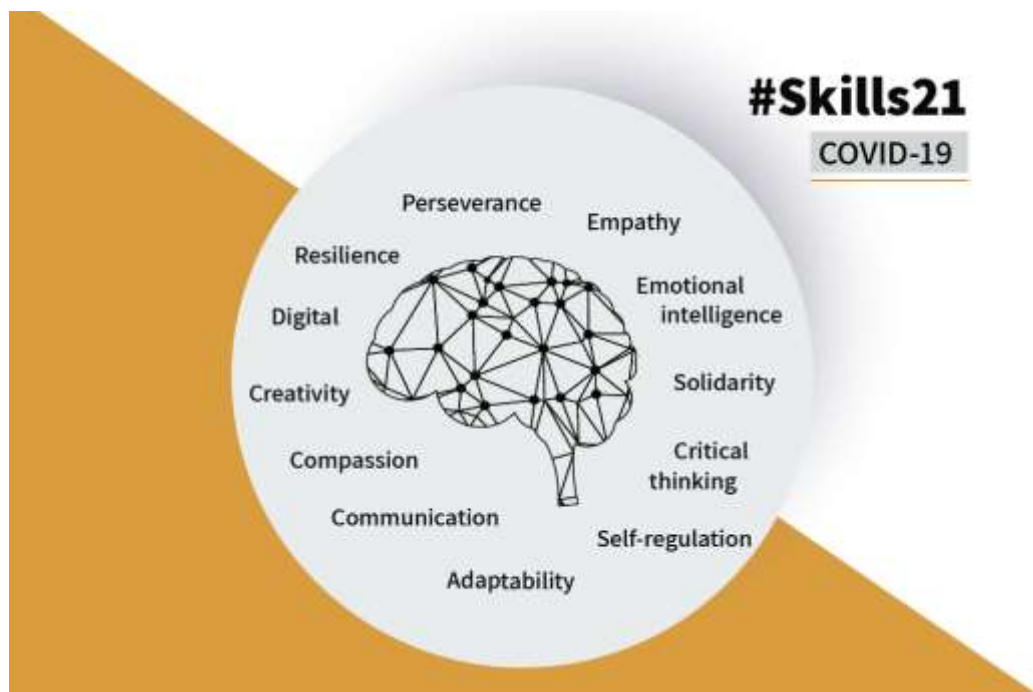 #Skills21
COVID-19
Perseverance
Empathy
Resilience
Emotional
intelligence
Digital
Solidarity
Creativity
Critical
thinking
Compassion
Communication
Self-regulation
Adaptability